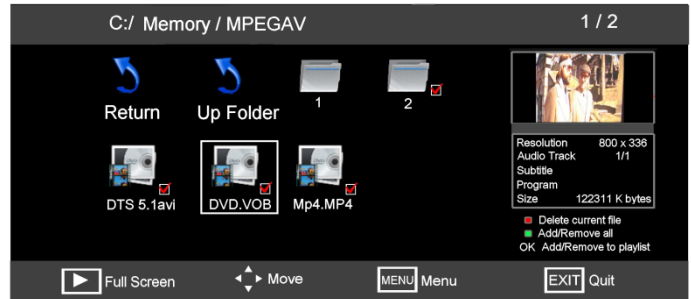 C:/ Memory / MPEGAV
1 / 2
Return
Up Folder
1
2
DTS 5.1avi
DVD.VOB
Mp4.MP4
Resolution 800 x 336
Audio Track 1/1
Subtitle
Program
Size 122311 K bytes
Delete current file
Add/Remove all
OK Add/Remove to playlist
Full Screen
Move
MENU Menu
EXIT Quit